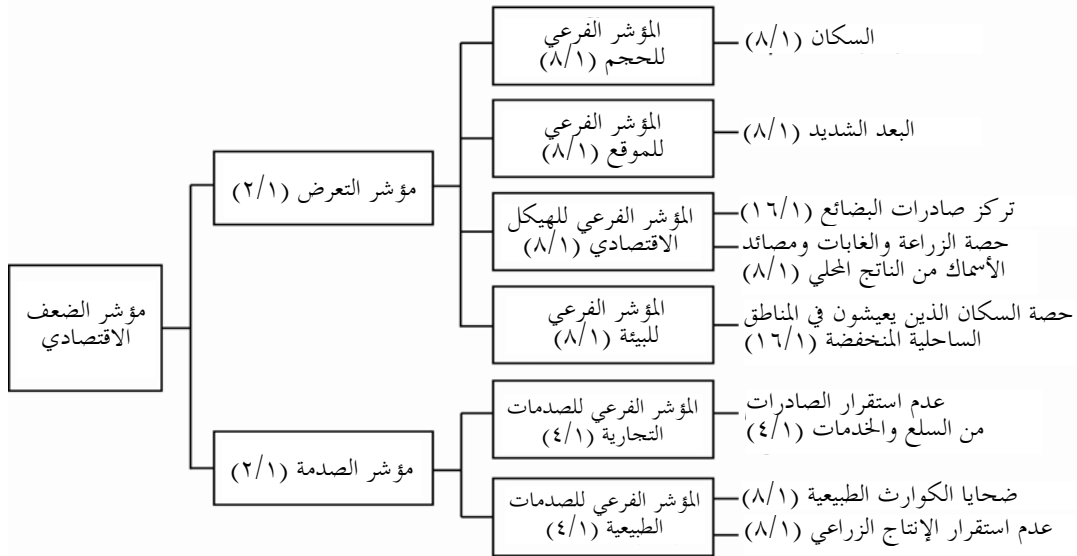 مؤشر الضعف
الاقتصادي
مؤشر التعرض (٢/١)
المؤشر الفرعي
للحجم (٨/١)
السكان (٨/١)
المؤشر الفرعي
للموقع (٨/١)
البعد الشديد (٨/١)
المؤشر الفرعي للهيكل
الاقتصادي (٨/١)
تركز صادرات البضائع (١٦/١)
حصة الزراعة والغابات ومصائد
الأسماك من الناتج المحلي (٨/١)
المؤشر الفرعي
للبيئة (٨/١)
حصة السكان الذين يعيشون في المناطق
الساحلية المنخفضة (١٦/١)
مؤشر الصدمة (٢/١)
المؤشر الفرعي للصدمات
التجارية (٤/١)
عدم استقرار الصادرات
من السلع والخدمات (٤/١)
المؤشر الفرعي للصدمات
الطبيعية (٤/١)
ضحايا الكوارث الطبيعية (٨/١)
عدم استقرار الإنتاج الزراعي (٨/١)